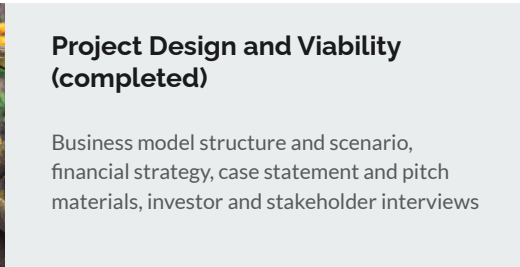 Project Design and Viability
(completed)
Business model structure and scenario,
financial strategy, case statement and pitch
materials, investor and stakeholder interviews